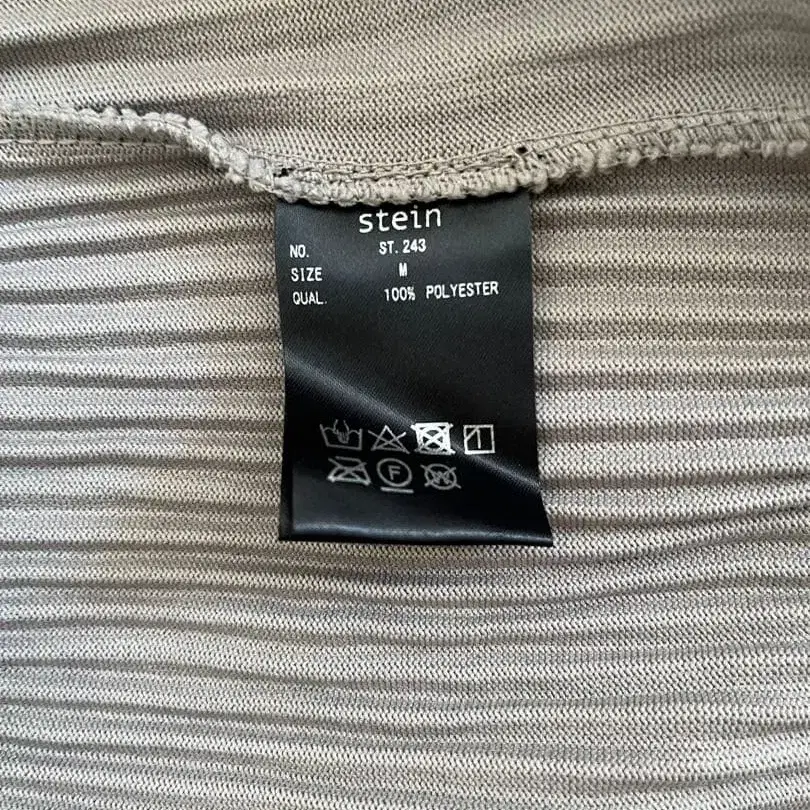 stein
NO. ST. 243
SIZE M
QUAL. 100% POLYESTER
F
W